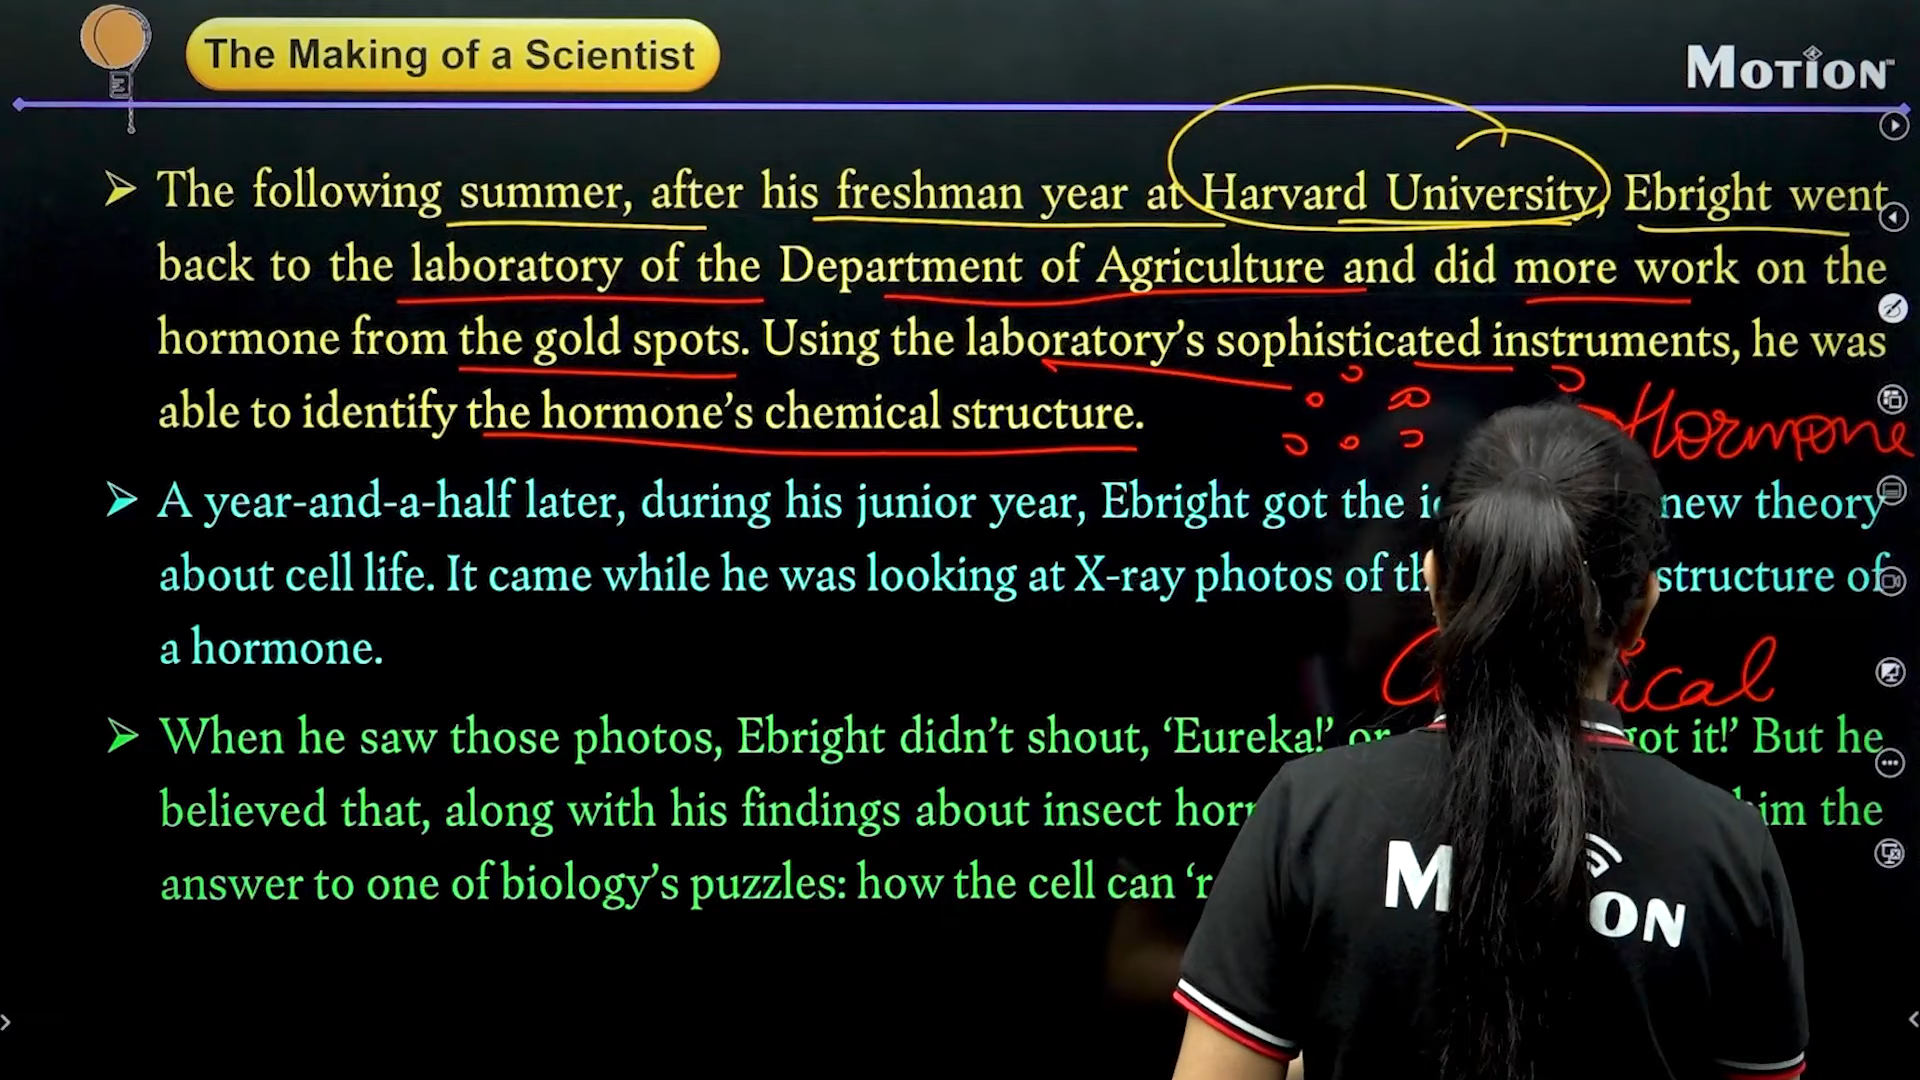 The Making of a Scientist
MOTION
The following summer, after his freshman year at Harvard University, Ebright went
back to the laboratory of the Department of Agriculture and did more work on the
hormone from the gold spots. Using the laboratory's sophisticated instruments, he was
able to identify the hormone's chemical structure.
Hormone
A year-and-a-half later, during his junior year, Ebright got the new theory
about cell life. It came while he was looking at X-ray photos of structure of
a hormone.
When he saw those photos, Ebright didn't shout, 'Eureka!' or got it!' But he
believed that, along with his findings about insect him the
answer to one of biology's puzzles: how the cell can